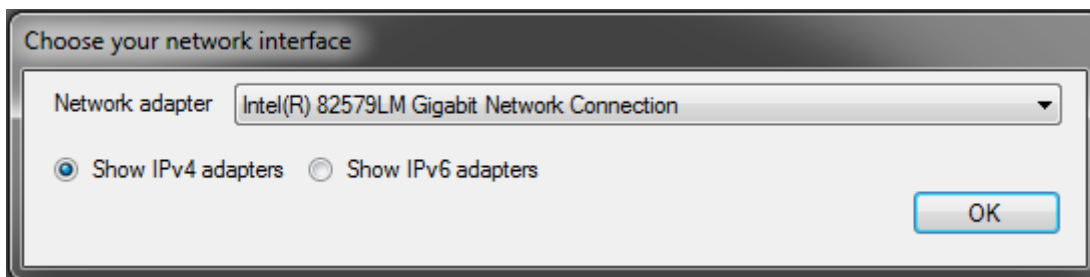 Choose your network interface
Network adapter Intel(R) 82579LM Gigabit Network Connection
Show IPv4 adapters Show IPv6 adapters
OK